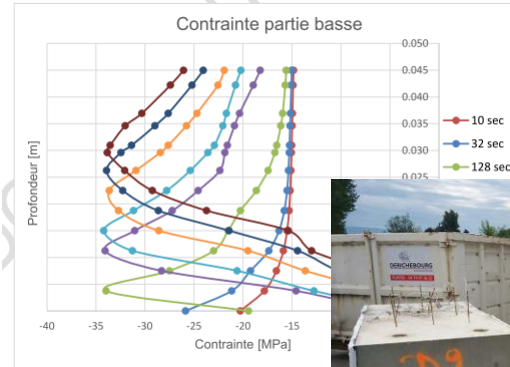 Contrainte partie basse
0.050
0.045
0.040
0.035
0.030
0.025
Profondeur [m]
10 sec
32 sec
128 sec
DERICHEBOURG
-40
-35
-30
-25
-20
-15
Contrainte [MPa]